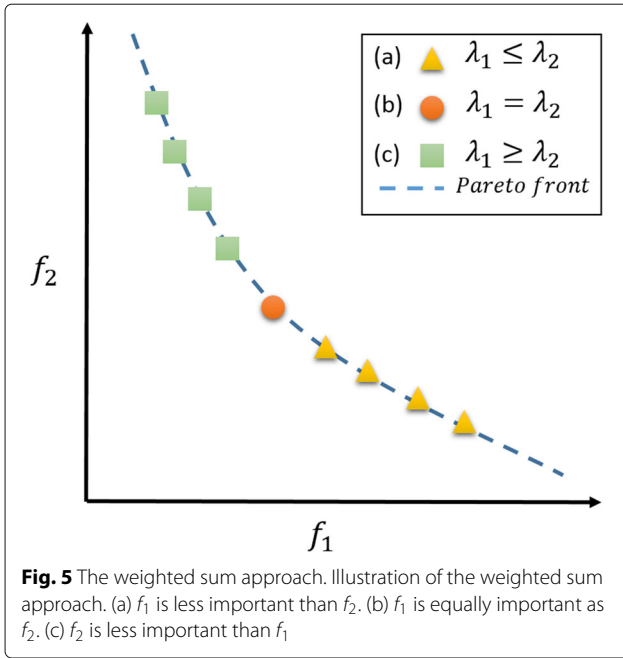 (a) λ₁ ≤ λ₂
(b) λ₁ = λ₂
(c) λ₁ ≥ λ₂
Pareto front
f₂
f₁
Fig. 5 The weighted sum approach. Illustration of the weighted sum
approach. (a) f₁ is less important than f₂. (b) f₁ is equally important as
f₂. (c) f₂ is less important than f₁